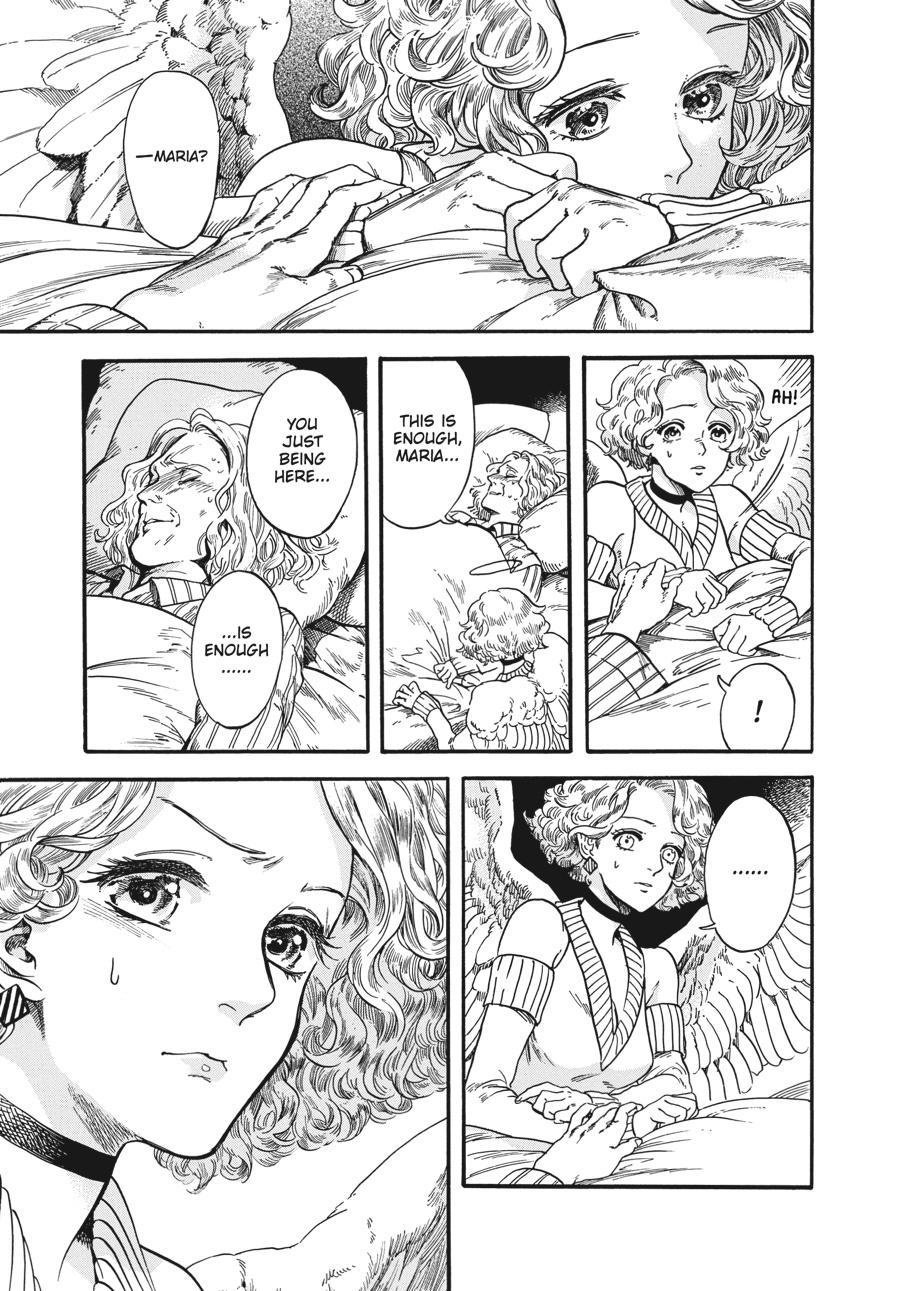 —MARIA?
AH!
!
THIS IS
ENOUGH,
MARIA...
YOU
JUST
BEING
HERE...
...IS
ENOUGH
......
.......